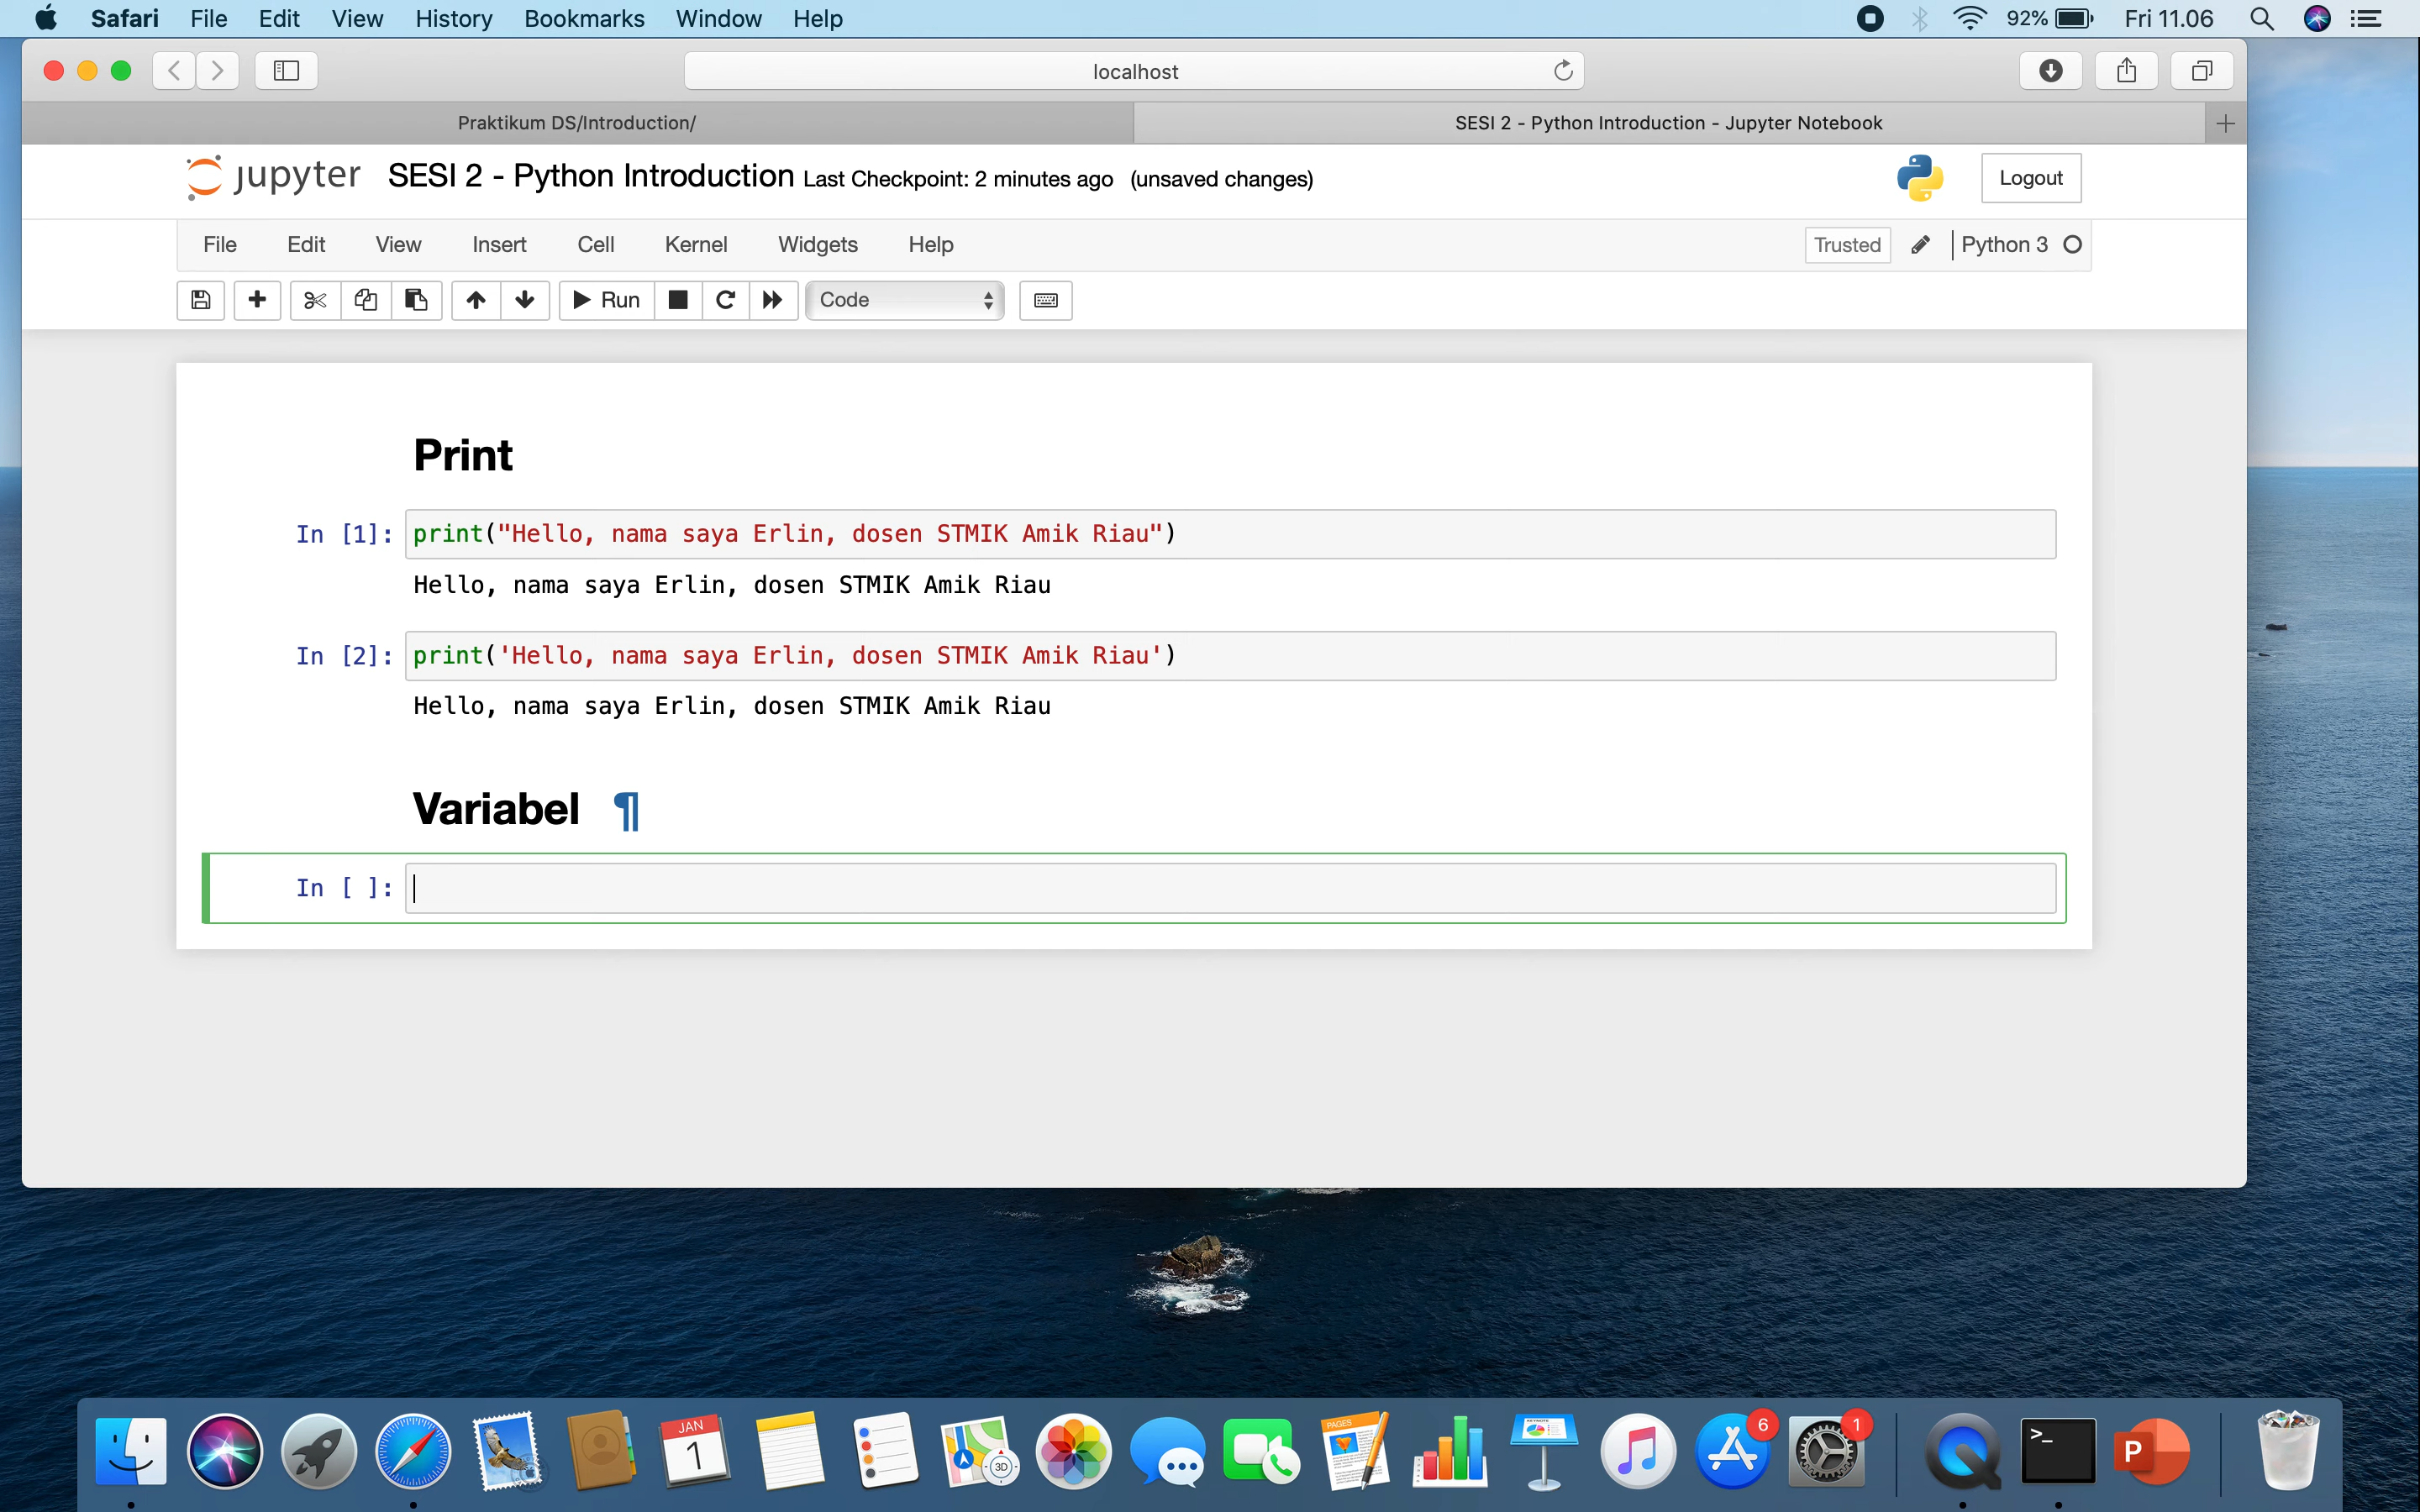 Safari File Edit View History Bookmarks Window Help 92% Fri 11.06
localhost
Praktikum DS/Introduction/ SESI 2 - Python Introduction - Jupyter Notebook
jupyter SESI 2 - Python Introduction Last Checkpoint: 2 minutes ago (unsaved changes) Logout
File Edit View Insert Cell Kernel Widgets Help Trusted Python 3
Run Code
Print
In [1]: print("Hello, nama saya Erlin, dosen STMIK Amik Riau")
Hello, nama saya Erlin, dosen STMIK Amik Riau
In [2]: print('Hello, nama saya Erlin, dosen STMIK Amik Riau')
Hello, nama saya Erlin, dosen STMIK Amik Riau
Variabel ¶
In [ ]:
JAN
1
3D
PAGES
6
1
>_
P